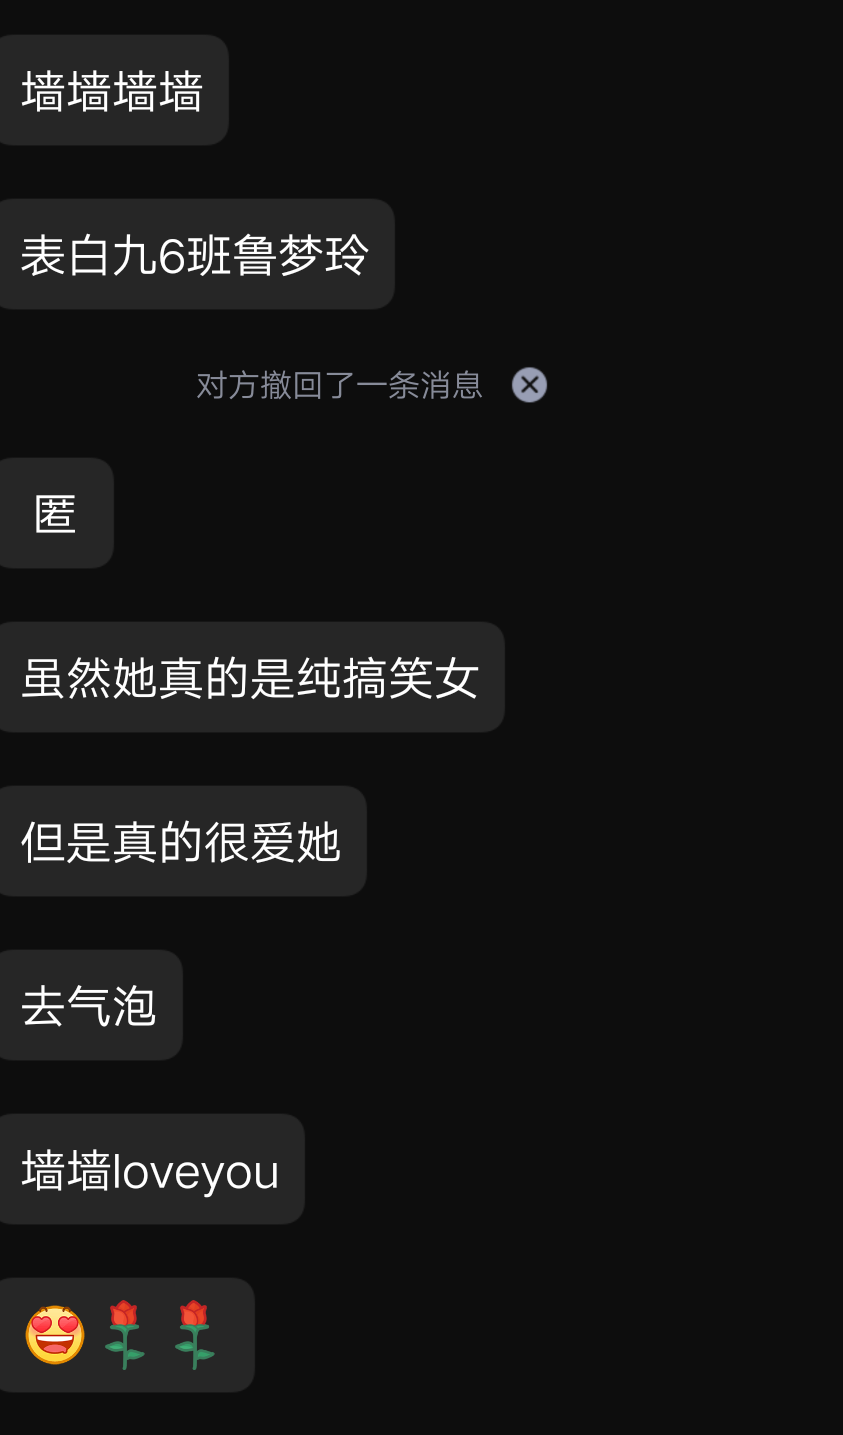 墙墙墙墙
表白九6班鲁梦玲
对方撤回了一条消息
匿
虽然她真的是纯搞笑女
但是真的很爱她
去气泡
墙墙loveyou